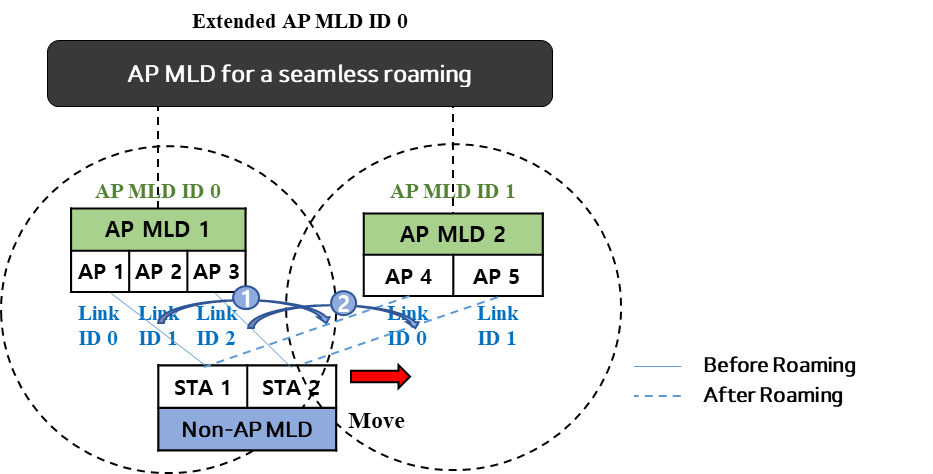 Extended AP MLD ID 0
AP MLD for a seamless roaming
AP MLD ID 0
AP MLD ID 1
AP MLD 1
AP MLD 2
AP 1 AP 2 AP 3
AP 4 AP 5
1
2
Link ID 0
Link ID 1
Link ID 2
Link ID 0
Link ID 1
STA 1 STA 2
Non-AP MLD
Move
Before Roaming
After Roaming